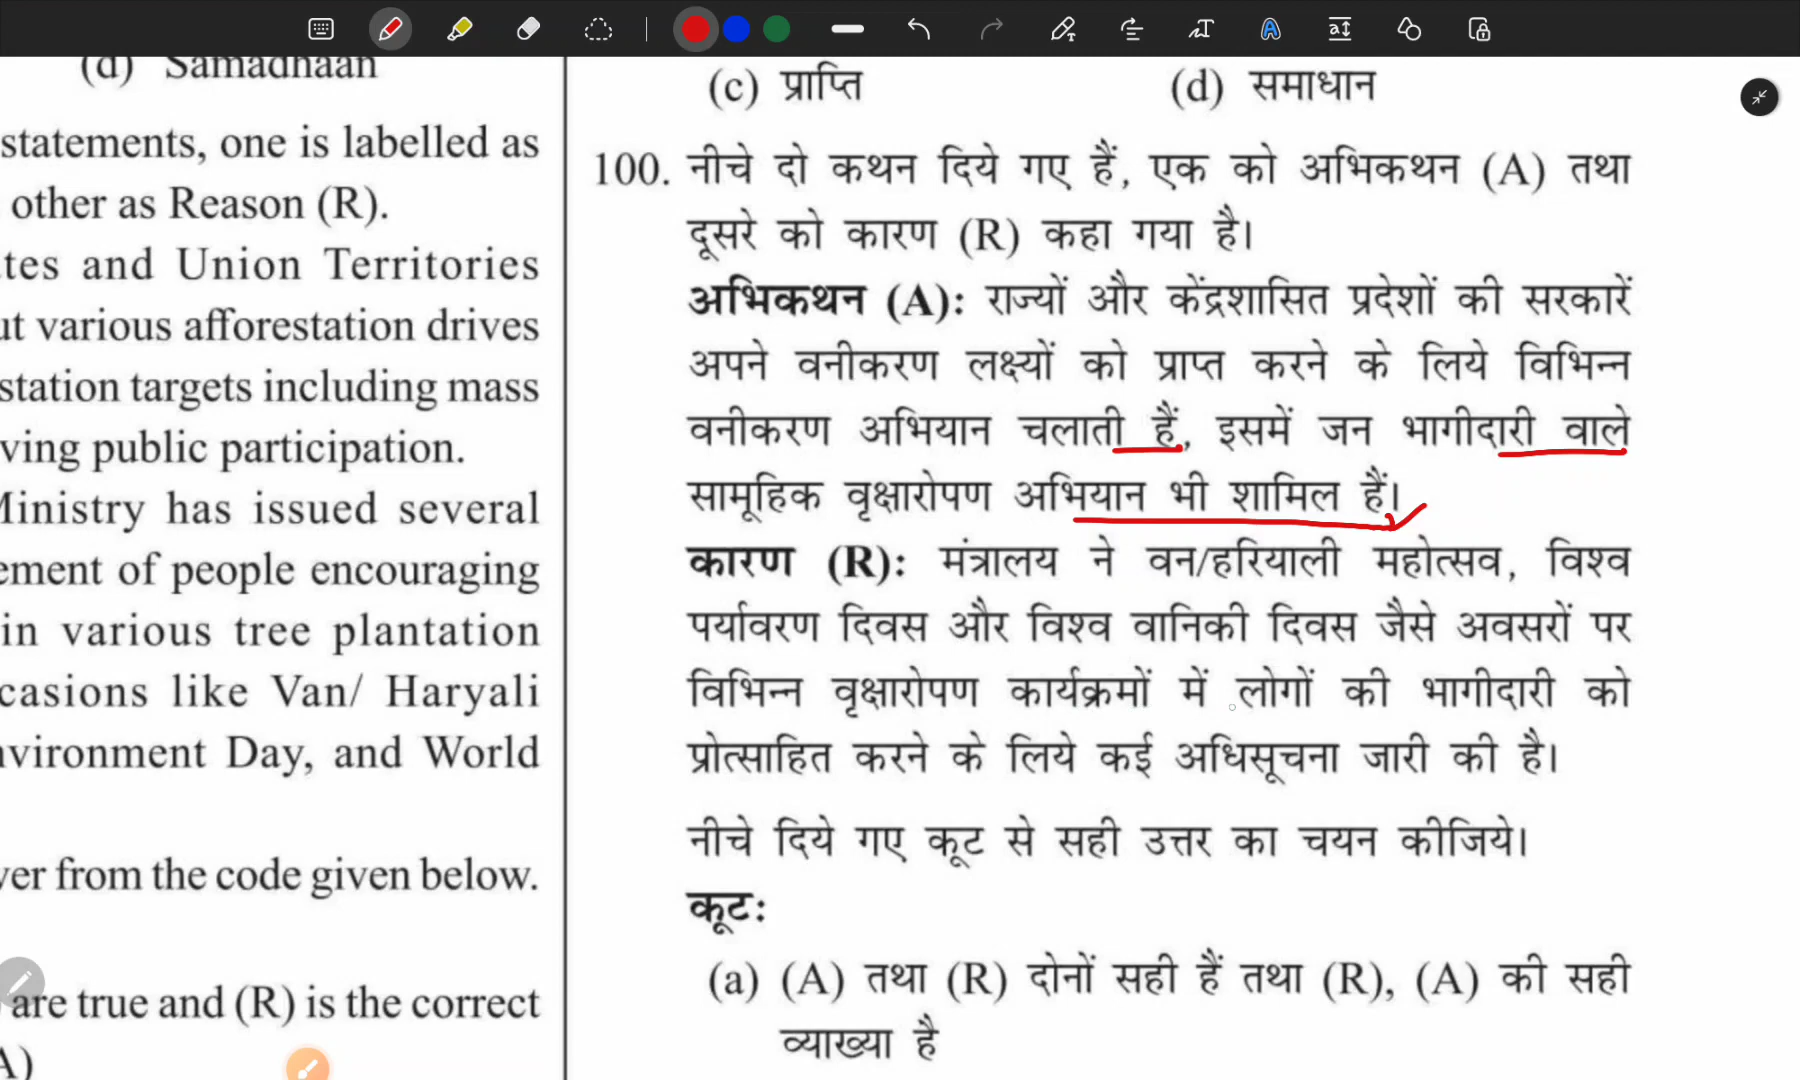 (d) Samadhaan
statements, one is labelled as
other as Reason (R).
tes and Union Territories
ut various afforestation drives
station targets including mass
ving public participation.
Ministry has issued several
ement of people encouraging
in various tree plantation
casions like Van/ Haryali
nvironment Day, and World
ver from the code given below.
are true and (R) is the correct
A)
(c) प्राप्ति (d) समाधान
100. नीचे दो कथन दिये गए हैं, एक को अभिकथन (A) तथा
दूसरे को कारण (R) कहा गया है।
अभिकथन (A): राज्यों और केंद्रशासित प्रदेशों की सरकारें
अपने वनीकरण लक्ष्यों को प्राप्त करने के लिये विभिन्न
वनीकरण अभियान चलाती हैं, इसमें जन भागीदारी वाले
सामूहिक वृक्षारोपण अभियान भी शामिल हैं।
कारण (R): मंत्रालय ने वन/हरियाली महोत्सव, विश्व
पर्यावरण दिवस और विश्व वानिकी दिवस जैसे अवसरों पर
विभिन्न वृक्षारोपण कार्यक्रमों में लोगों की भागीदारी को
प्रोत्साहित करने के लिये कई अधिसूचना जारी की है।
नीचे दिये गए कूट से सही उत्तर का चयन कीजिये।
कूटः
(a) (A) तथा (R) दोनों सही हैं तथा (R), (A) की सही
व्याख्या है